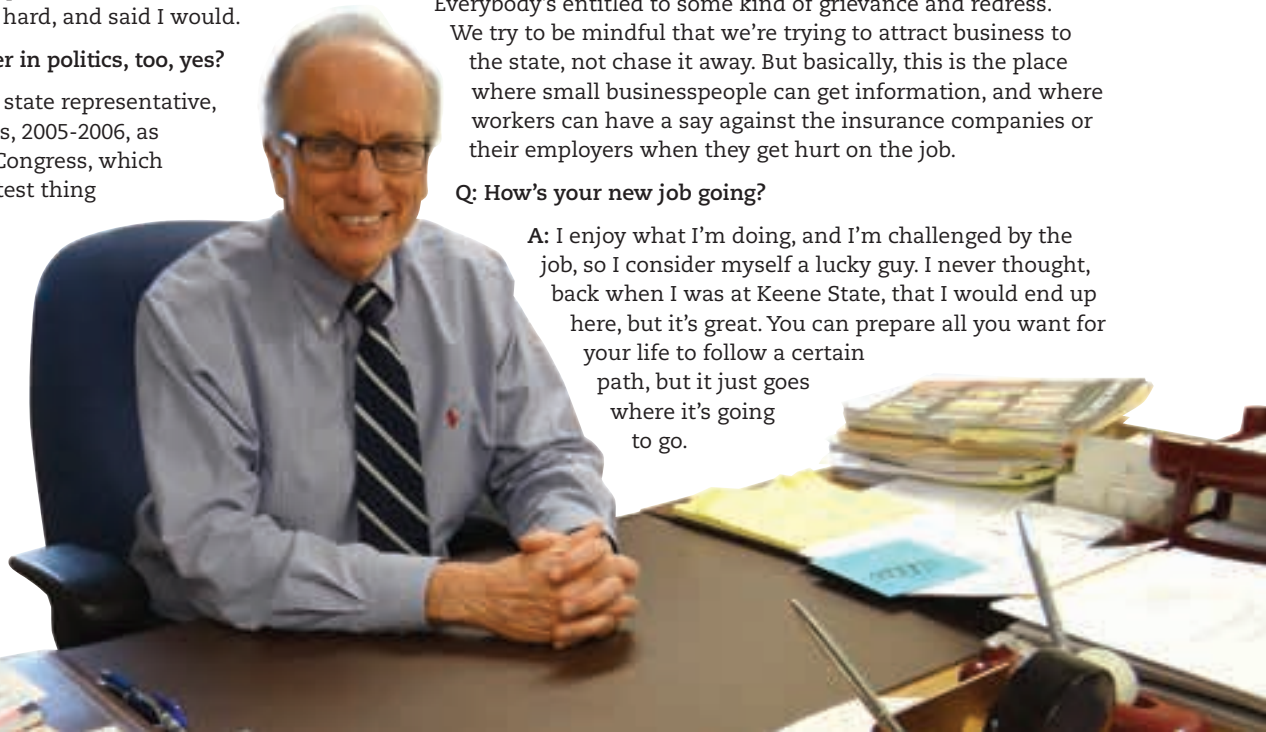 hard, and said I would.
er in politics, too, yes?
state representative,
s, 2005-2006, as
Congress, which
test thing
Everybody's entitled to some kind of grievance and redress.
We try to be mindful that we're trying to attract business to
the state, not chase it away. But basically, this is the place
where small businesspeople can get information, and where
workers can have a say against the insurance companies or
their employers when they get hurt on the job.
Q: How's your new job going?
A: I enjoy what I'm doing, and I'm challenged by the
job, so I consider myself a lucky guy. I never thought,
back when I was at Keene State, that I would end up
here, but it's great. You can prepare all you want for
your life to follow a certain
path, but it just goes
where it's going
to go.